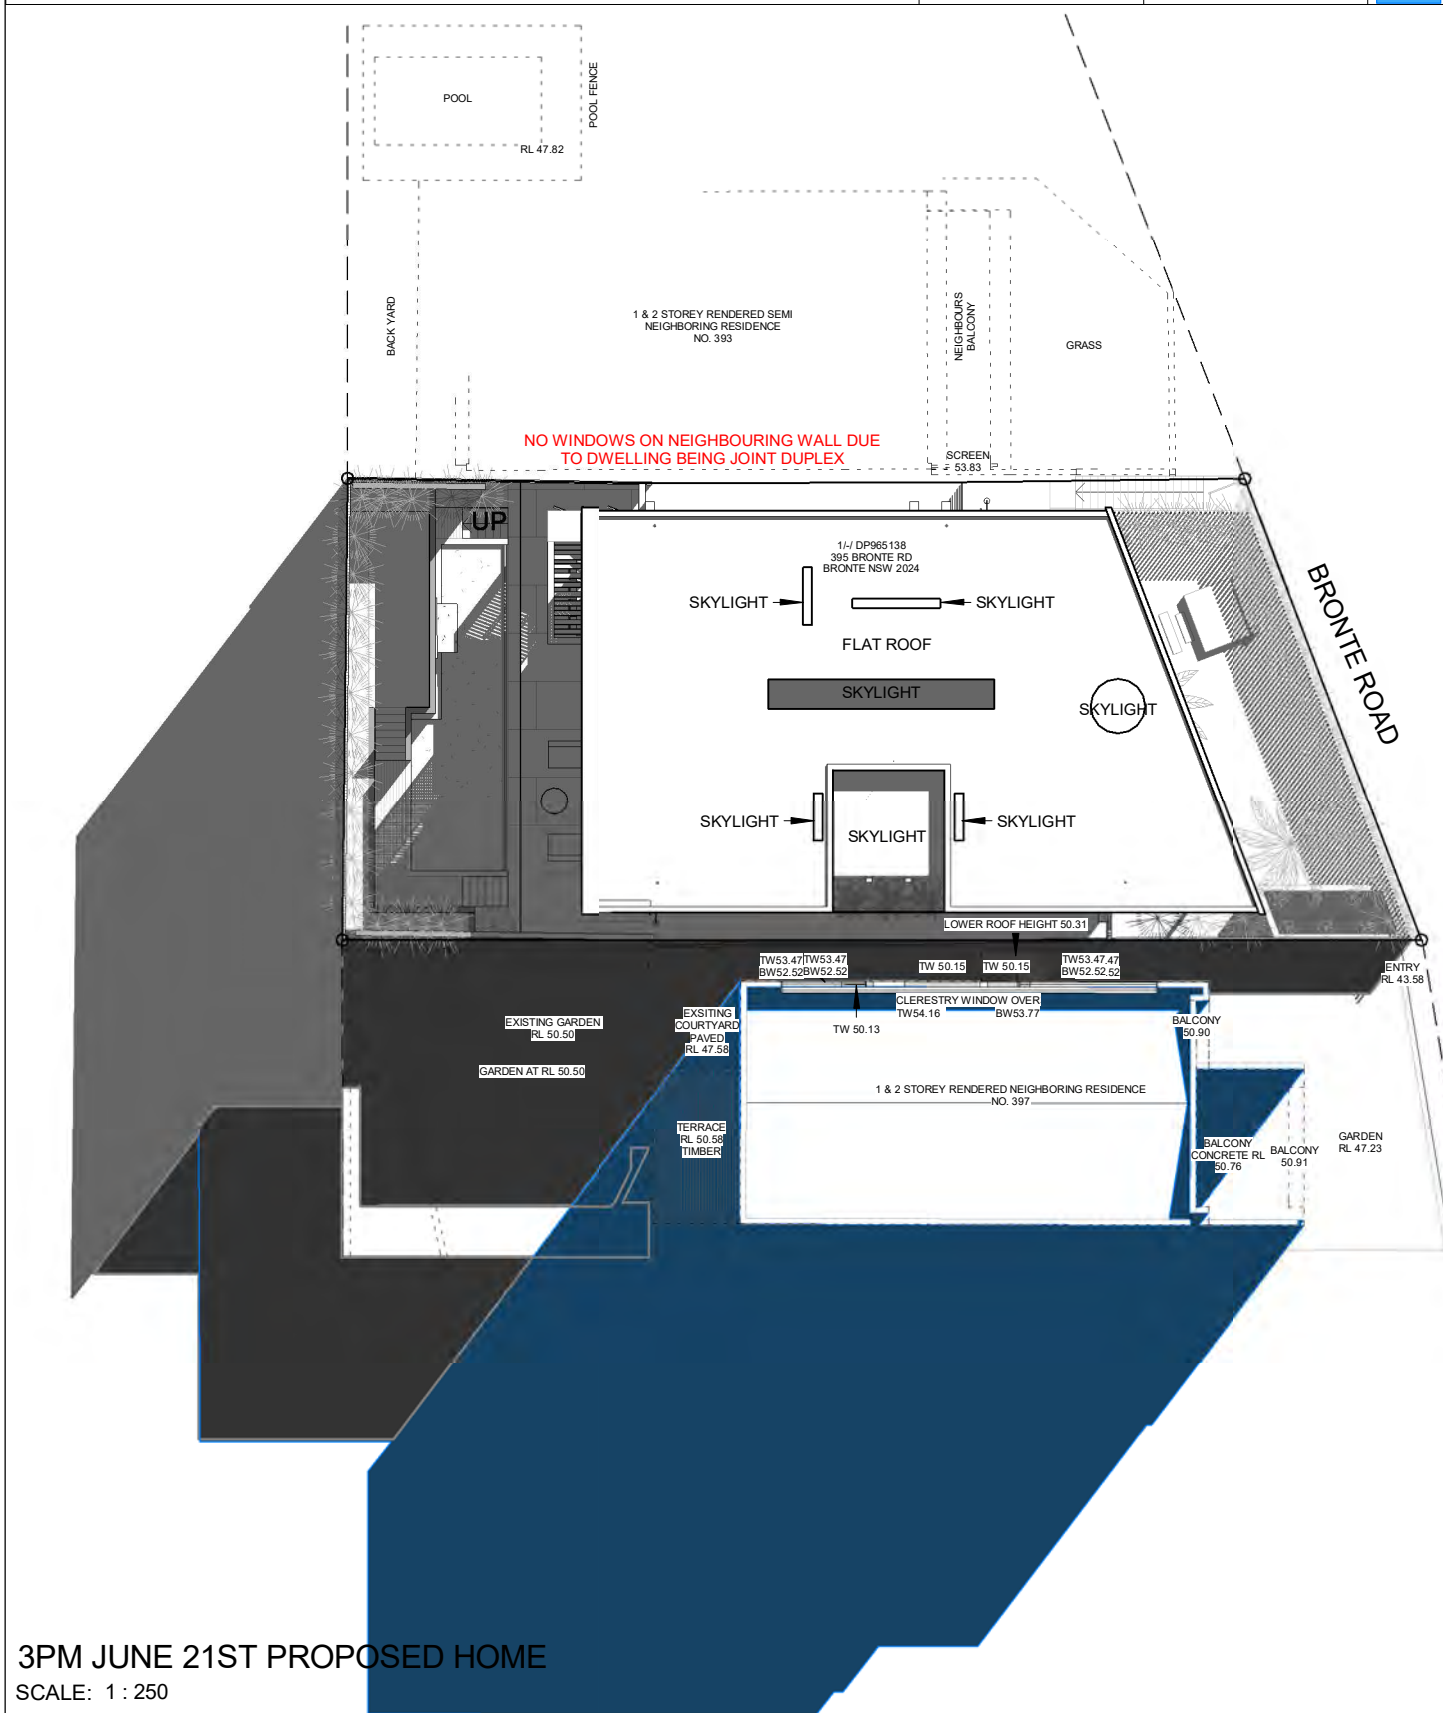 POOL
POOL FENCE
RL 47.82
BACK YARD
1 & 2 STOREY RENDERED SEMI
NEIGHBORING RESIDENCE
NO. 393
NEIGHBOURS
BALCONY
GRASS
NO WINDOWS ON NEIGHBOURING WALL DUE
TO DWELLING BEING JOINT DUPLEX
SCREEN
53.83
UP
1/-/ DP965138
395 BRONTE RD
BRONTE NSW 2024
SKYLIGHT
SKYLIGHT
FLAT ROOF
SKYLIGHT
SKYLIGHT
BRONTE ROAD
SKYLIGHT
SKYLIGHT
SKYLIGHT
LOWER ROOF HEIGHT 50.31
TW53.47
BW52.52
TW53.47
BW52.52
TW 50.15
TW 50.15
TW53.47.47
BW52.52.52
ENTRY
RL 43.58
CLERESTRY WINDOW OVER
TW54.16
BW53.77
TW 50.13
EXISTING GARDEN
RL 50.50
EXSITING
COURTYARD
PAVED
RL 47.58
BALCONY
50.90
GARDEN AT RL 50.50
1 & 2 STOREY RENDERED NEIGHBORING RESIDENCE
NO. 397
TERRACE
RL 50.58
TIMBER
BALCONY
CONCRETE RL
50.76
BALCONY
50.91
GARDEN
RL 47.23
3PM JUNE 21ST PROPOSED HOME
SCALE: 1 : 250